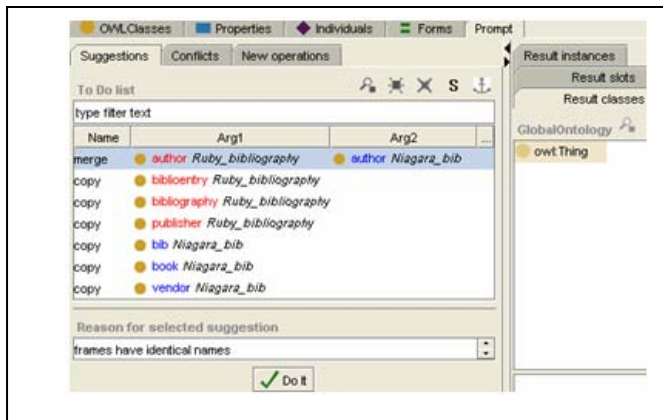 OWLClasses Properties Individuals Forms Prompt
Suggestions Conflicts New operations
Result instances
Result slots
Result classes
To Do list S
type filter text
GlobalOntology
Name Arg1 Arg2 ...
owl:Thing
merge author Ruby_bibliography author Niagara_bib
copy biblioentry Ruby_bibliography
copy bibliography Ruby_bibliography
copy publisher Ruby_bibliography
copy bib Niagara_bib
copy book Niagara_bib
copy vendor Niagara_bib
Reason for selected suggestion
frames have identical names
Do It